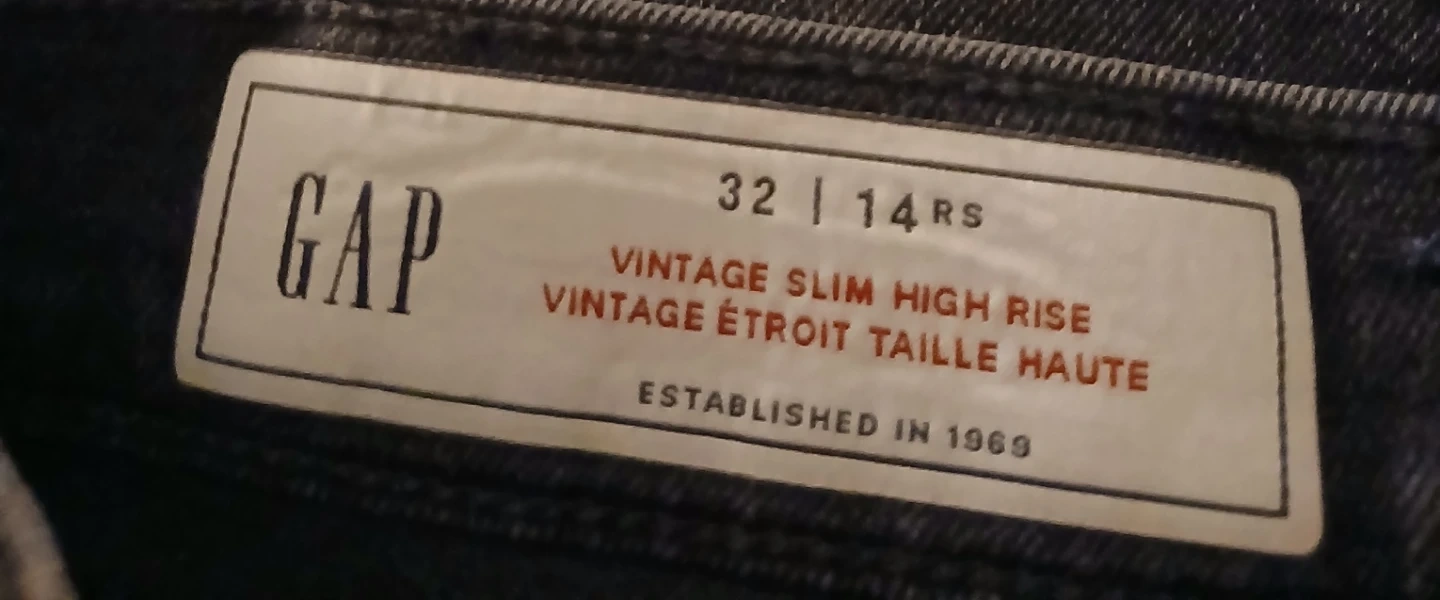 GAP
32 | 14 RS
VINTAGE SLIM HIGH RISE
VINTAGE ÉTROIT TAILLE HAUTE
ESTABLISHED IN 1969